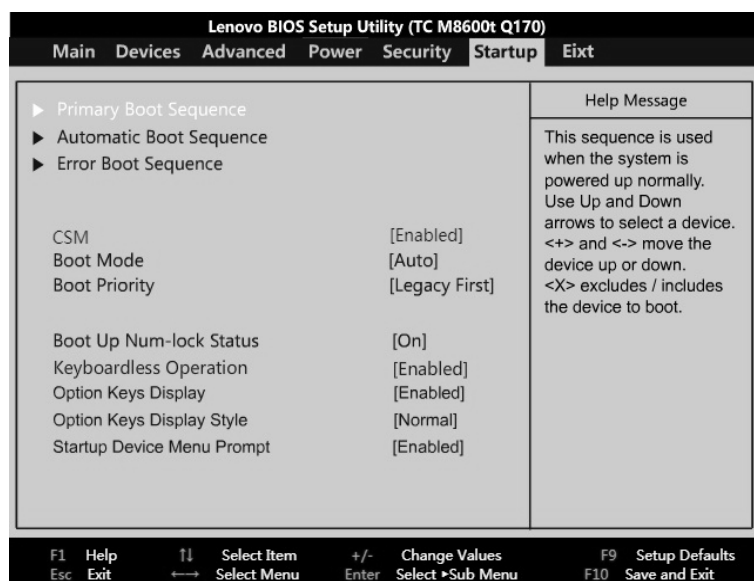 Lenovo BIOS Setup Utility (TC M8600t Q170)
Main Devices Advanced Power Security Startup Eixt
▶ Primary Boot Sequence
▶ Automatic Boot Sequence
▶ Error Boot Sequence
CSM [Enabled]
Boot Mode [Auto]
Boot Priority [Legacy First]
Boot Up Num-lock Status [On]
Keyboardless Operation [Enabled]
Option Keys Display [Enabled]
Option Keys Display Style [Normal]
Startup Device Menu Prompt [Enabled]
Help Message
This sequence is used
when the system is
powered up normally.
Use Up and Down
arrows to select a device.
<+> and <-> move the
device up or down.
<X> excludes / includes
the device to boot.
F1 Help ↑↓ Select Item +/- Change Values F9 Setup Defaults
Esc Exit ←→ Select Menu Enter Select ▸Sub Menu F10 Save and Exit